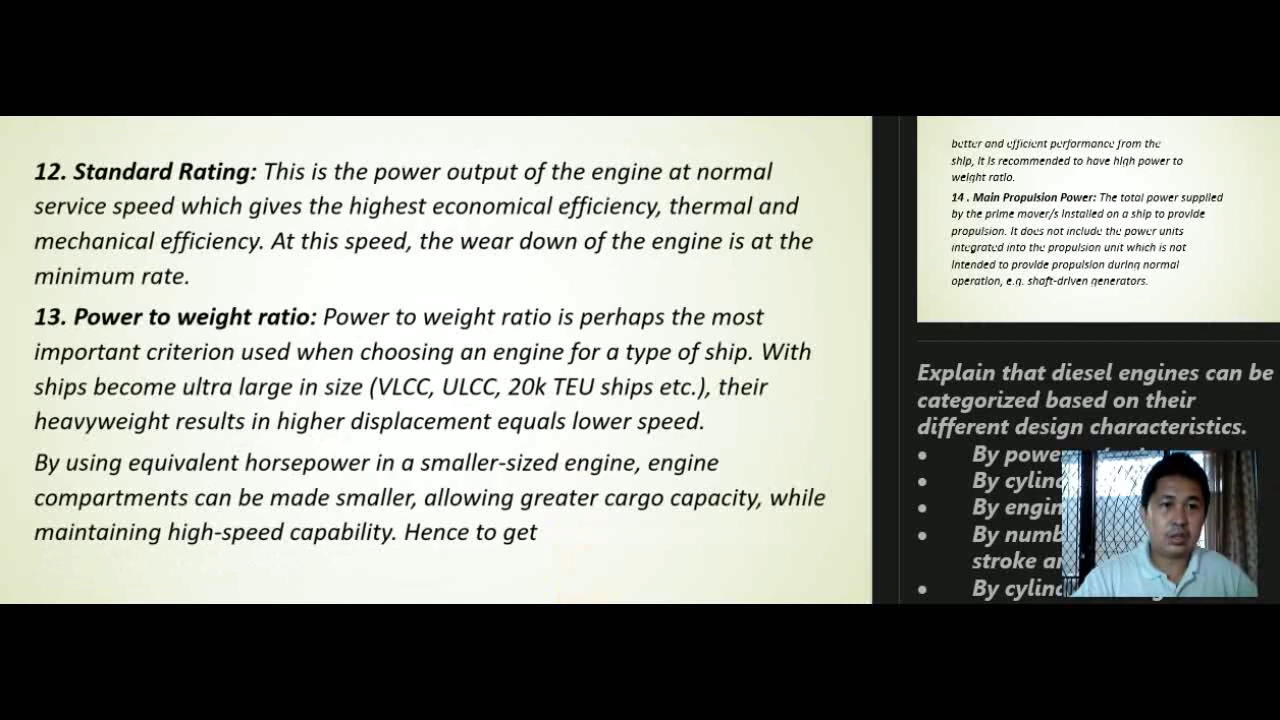 12. Standard Rating: This is the power output of the engine at normal
service speed which gives the highest economical efficiency, thermal and
mechanical efficiency. At this speed, the wear down of the engine is at the
minimum rate.
13. Power to weight ratio: Power to weight ratio is perhaps the most
important criterion used when choosing an engine for a type of ship. With
ships become ultra large in size (VLCC, ULCC, 20k TEU ships etc.), their
heavyweight results in higher displacement equals lower speed.
By using equivalent horsepower in a smaller-sized engine, engine
compartments can be made smaller, allowing greater cargo capacity, while
maintaining high-speed capability. Hence to get
better and efficient performance from the
ship, it is recommended to have high power to
weight ratio.
14 . Main Propulsion Power: The total power supplied
by the prime mover/s installed on a ship to provide
propulsion. It does not include the power units
integrated into the propulsion unit which is not
intended to provide propulsion during normal
operation, e.g. shaft-driven generators.
Explain that diesel engines can be
categorized based on their
different design characteristics.
• By powe
• By cylin
• By engin
• By numb
stroke a
• By cylin